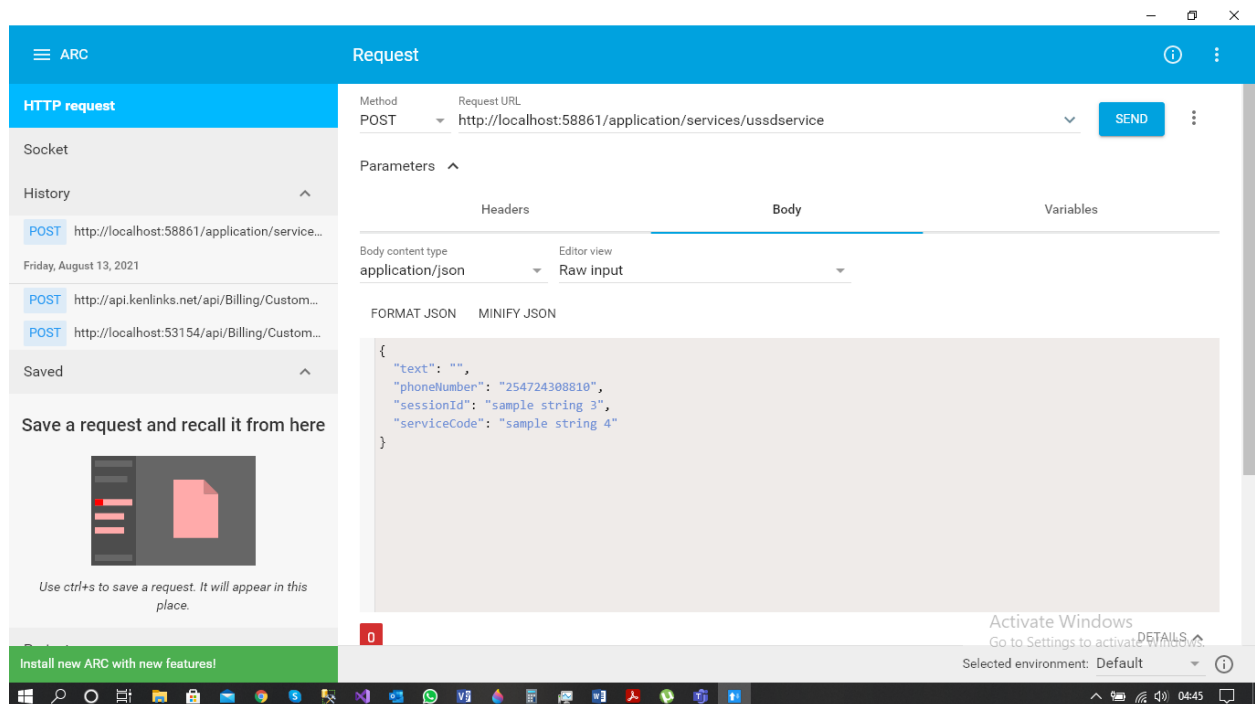 ARC
Request
HTTP request
Socket
History
POST http://localhost:58861/application/service...
Friday, August 13, 2021
POST http://api.kenlinks.net/api/Billing/Custom...
POST http://localhost:53154/api/Billing/Custom...
Saved
Save a request and recall it from here
Use ctrl+s to save a request. It will appear in this
place.
Install new ARC with new features!
Method
Request URL
POST
http://localhost:58861/application/services/ussdservice
SEND
Parameters
Headers
Body
Variables
Body content type
Editor view
application/json
Raw input
FORMAT JSON
MINIFY JSON
{
"text": "",
"phoneNumber": "254724308810",
"sessionId": "sample string 3",
"serviceCode": "sample string 4"
}
0
Activate Windows
Go to Settings to activate Windows.
DETAILS
Selected environment: Default
04:45